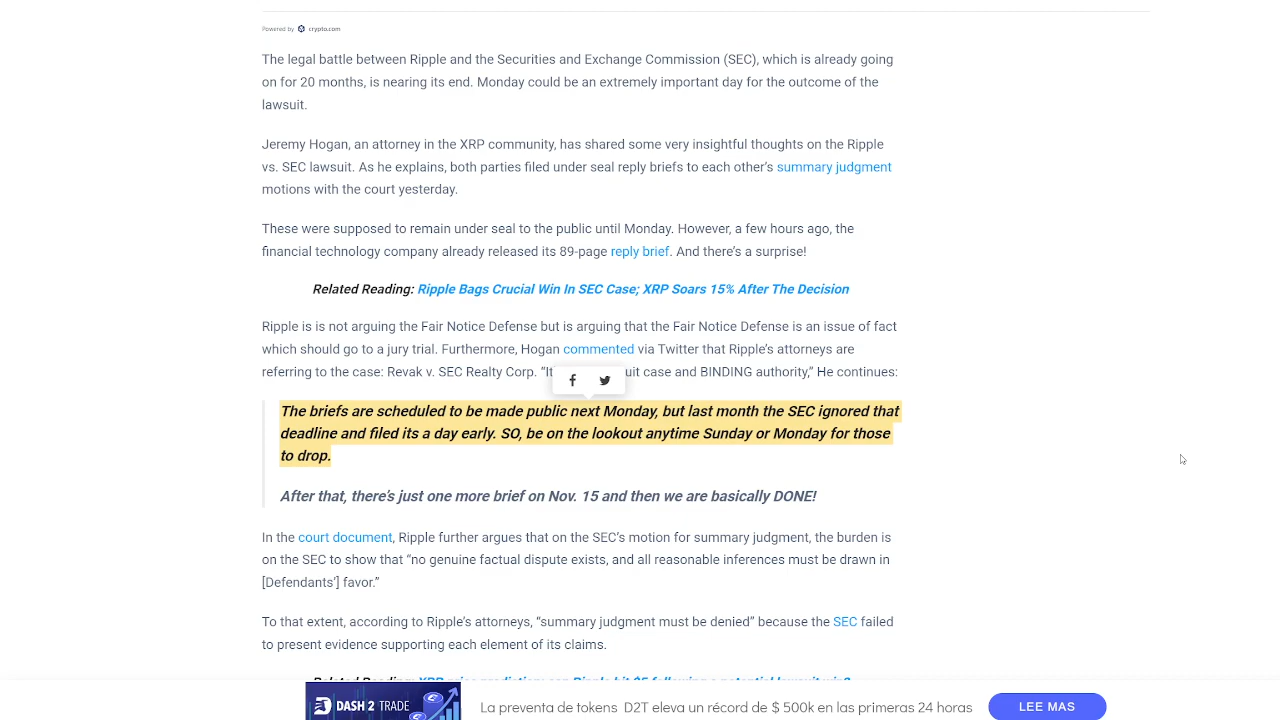 Powered by crypto.com
The legal battle between Ripple and the Securities and Exchange Commission (SEC), which is already going
on for 20 months, is nearing its end. Monday could be an extremely important day for the outcome of the
lawsuit.
Jeremy Hogan, an attorney in the XRP community, has shared some very insightful thoughts on the Ripple
vs. SEC lawsuit. As he explains, both parties filed under seal reply briefs to each other's summary judgment
motions with the court yesterday.
These were supposed to remain under seal to the public until Monday. However, a few hours ago, the
financial technology company already released its 89-page reply brief. And there's a surprise!
Related Reading: Ripple Bags Crucial Win In SEC Case; XRP Soars 15% After The Decision
Ripple is is not arguing the Fair Notice Defense but is arguing that the Fair Notice Defense is an issue of fact
which should go to a jury trial. Furthermore, Hogan commented via Twitter that Ripple's attorneys are
referring to the case: Revak v. SEC Realty Corp. "It uit case and BINDING authority," He continues:
The briefs are scheduled to be made public next Monday, but last month the SEC ignored that
deadline and filed its a day early. SO, be on the lookout anytime Sunday or Monday for those
to drop.
After that, there's just one more brief on Nov. 15 and then we are basically DONE!
In the court document, Ripple further argues that on the SEC's motion for summary judgment, the burden is
on the SEC to show that "no genuine factual dispute exists, and all reasonable inferences must be drawn in
[Defendants'] favor."
To that extent, according to Ripple's attorneys, "summary judgment must be denied" because the SEC failed
to present evidence supporting each element of its claims.
DASH 2 TRADE
La preventa de tokens D2T eleva un récord de $ 500k en las primeras 24 horas
LEE MAS